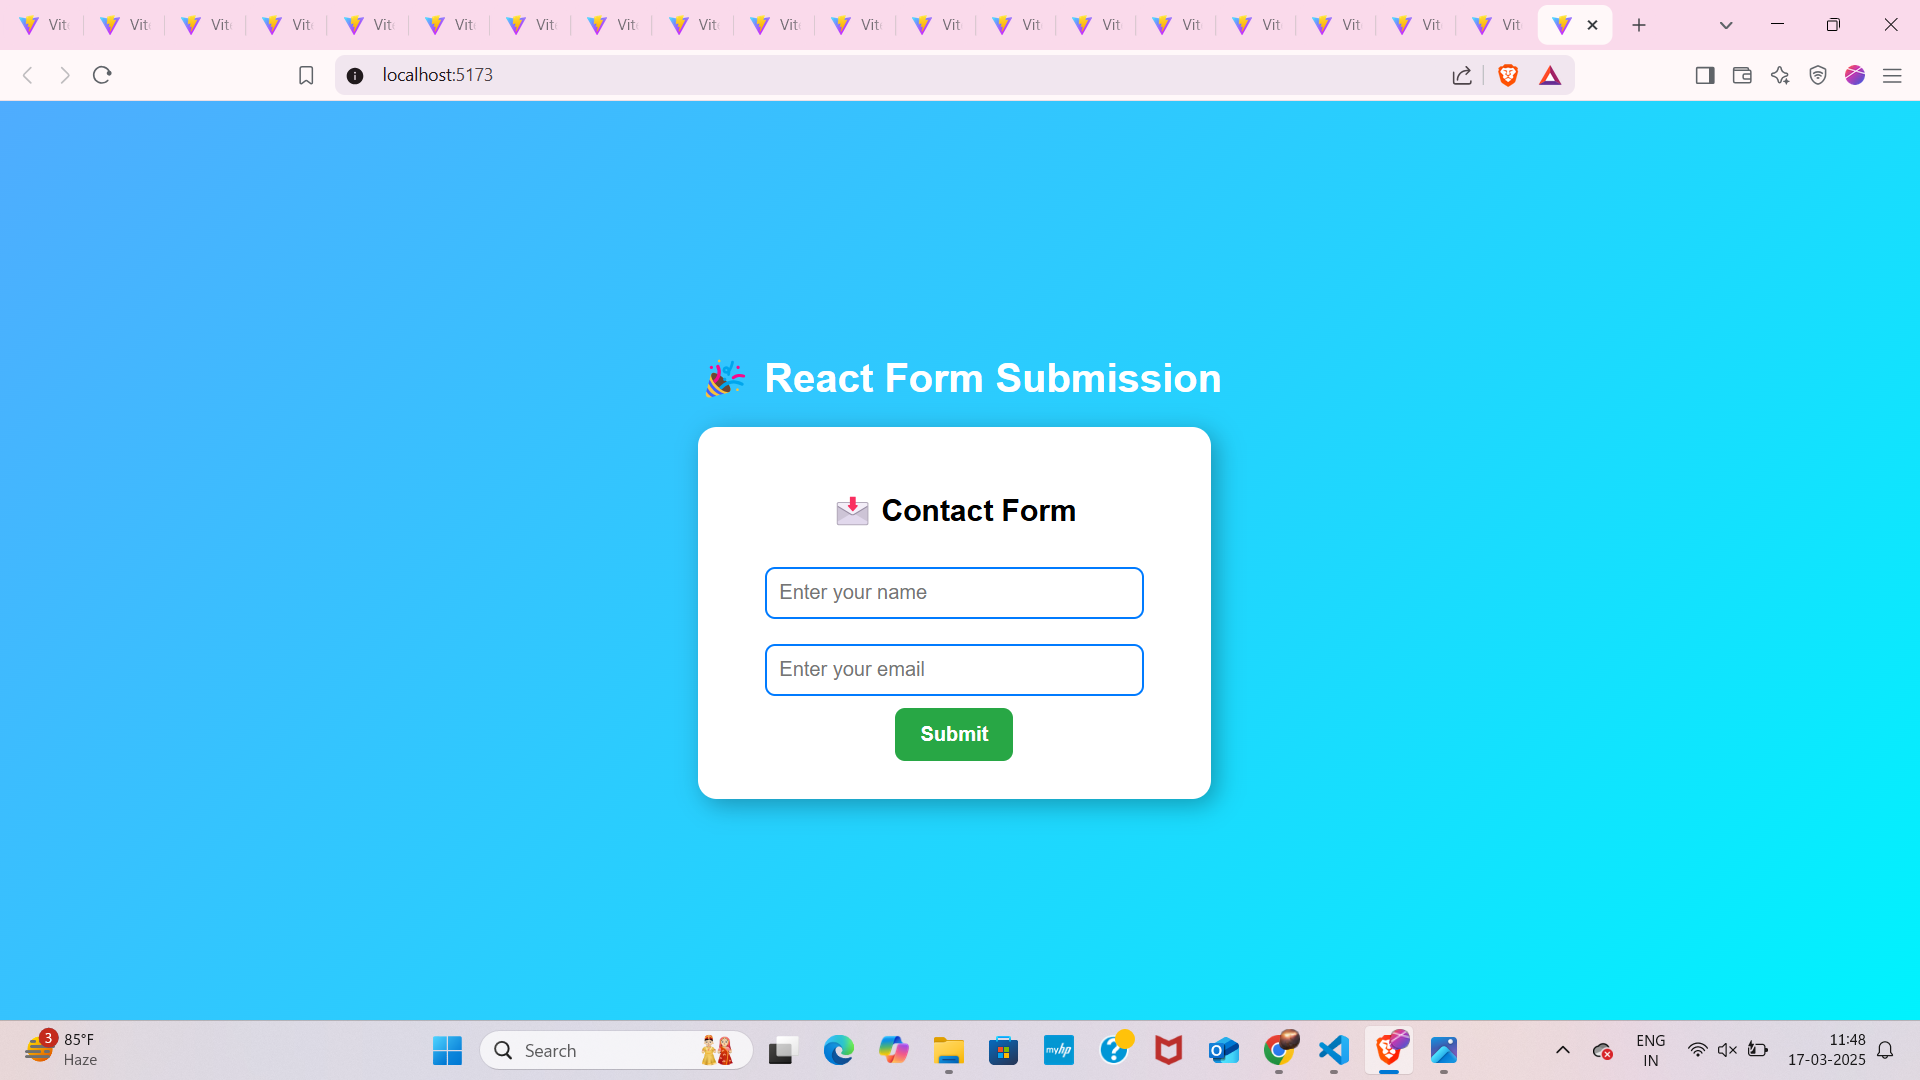 Vit Vit Vit Vit Vit Vit Vit Vit Vit Vit Vit Vit Vit Vit Vit Vit Vit Vit Vit
localhost:5173
🎉 React Form Submission
📩 Contact Form
Enter your name
Enter your email
Submit
3
85°F
Haze
Search
myhp
ENG
IN
11:48
17-03-2025